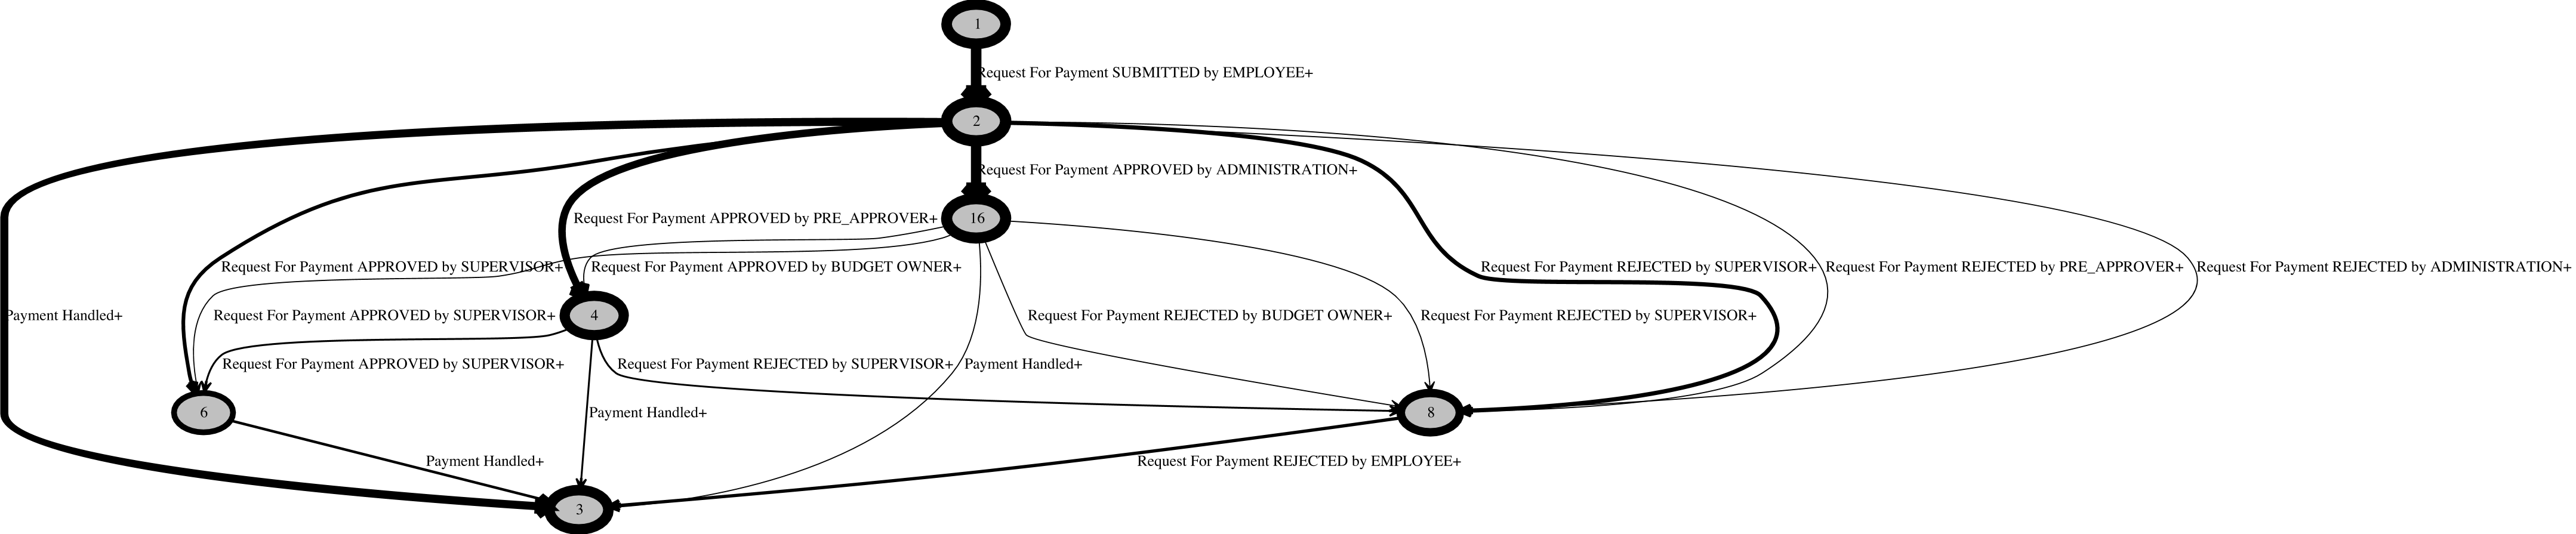 1
Request For Payment SUBMITTED by EMPLOYEE+
2
Request For Payment APPROVED by ADMINISTRATION+
Request For Payment APPROVED by PRE_APPROVER+
16
Request For Payment APPROVED by SUPERVISOR+
Request For Payment APPROVED by BUDGET OWNER+
Request For Payment REJECTED by SUPERVISOR+
Request For Payment REJECTED by PRE_APPROVER+
Request For Payment REJECTED by ADMINISTRATION+
Payment Handled+
Request For Payment APPROVED by SUPERVISOR+
4
Request For Payment REJECTED by BUDGET OWNER+
Request For Payment REJECTED by SUPERVISOR+
Request For Payment APPROVED by SUPERVISOR+
Request For Payment REJECTED by SUPERVISOR+
Payment Handled+
6
Payment Handled+
8
Payment Handled+
Request For Payment REJECTED by EMPLOYEE+
3